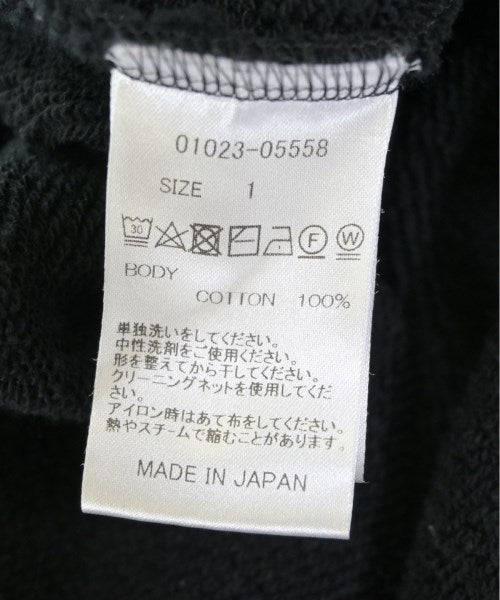 01023-05558
SIZE 1
30 F W
BODY
COTTON 100%
単独洗いをしてください。
中性洗剤をご使用ください。
形を整えてから干してください。
クリーニングネットを使用してくだ
さい。
アイロン時はあて布をしてください。
熱やスチームで縮むことがあります。
MADE IN JAPAN